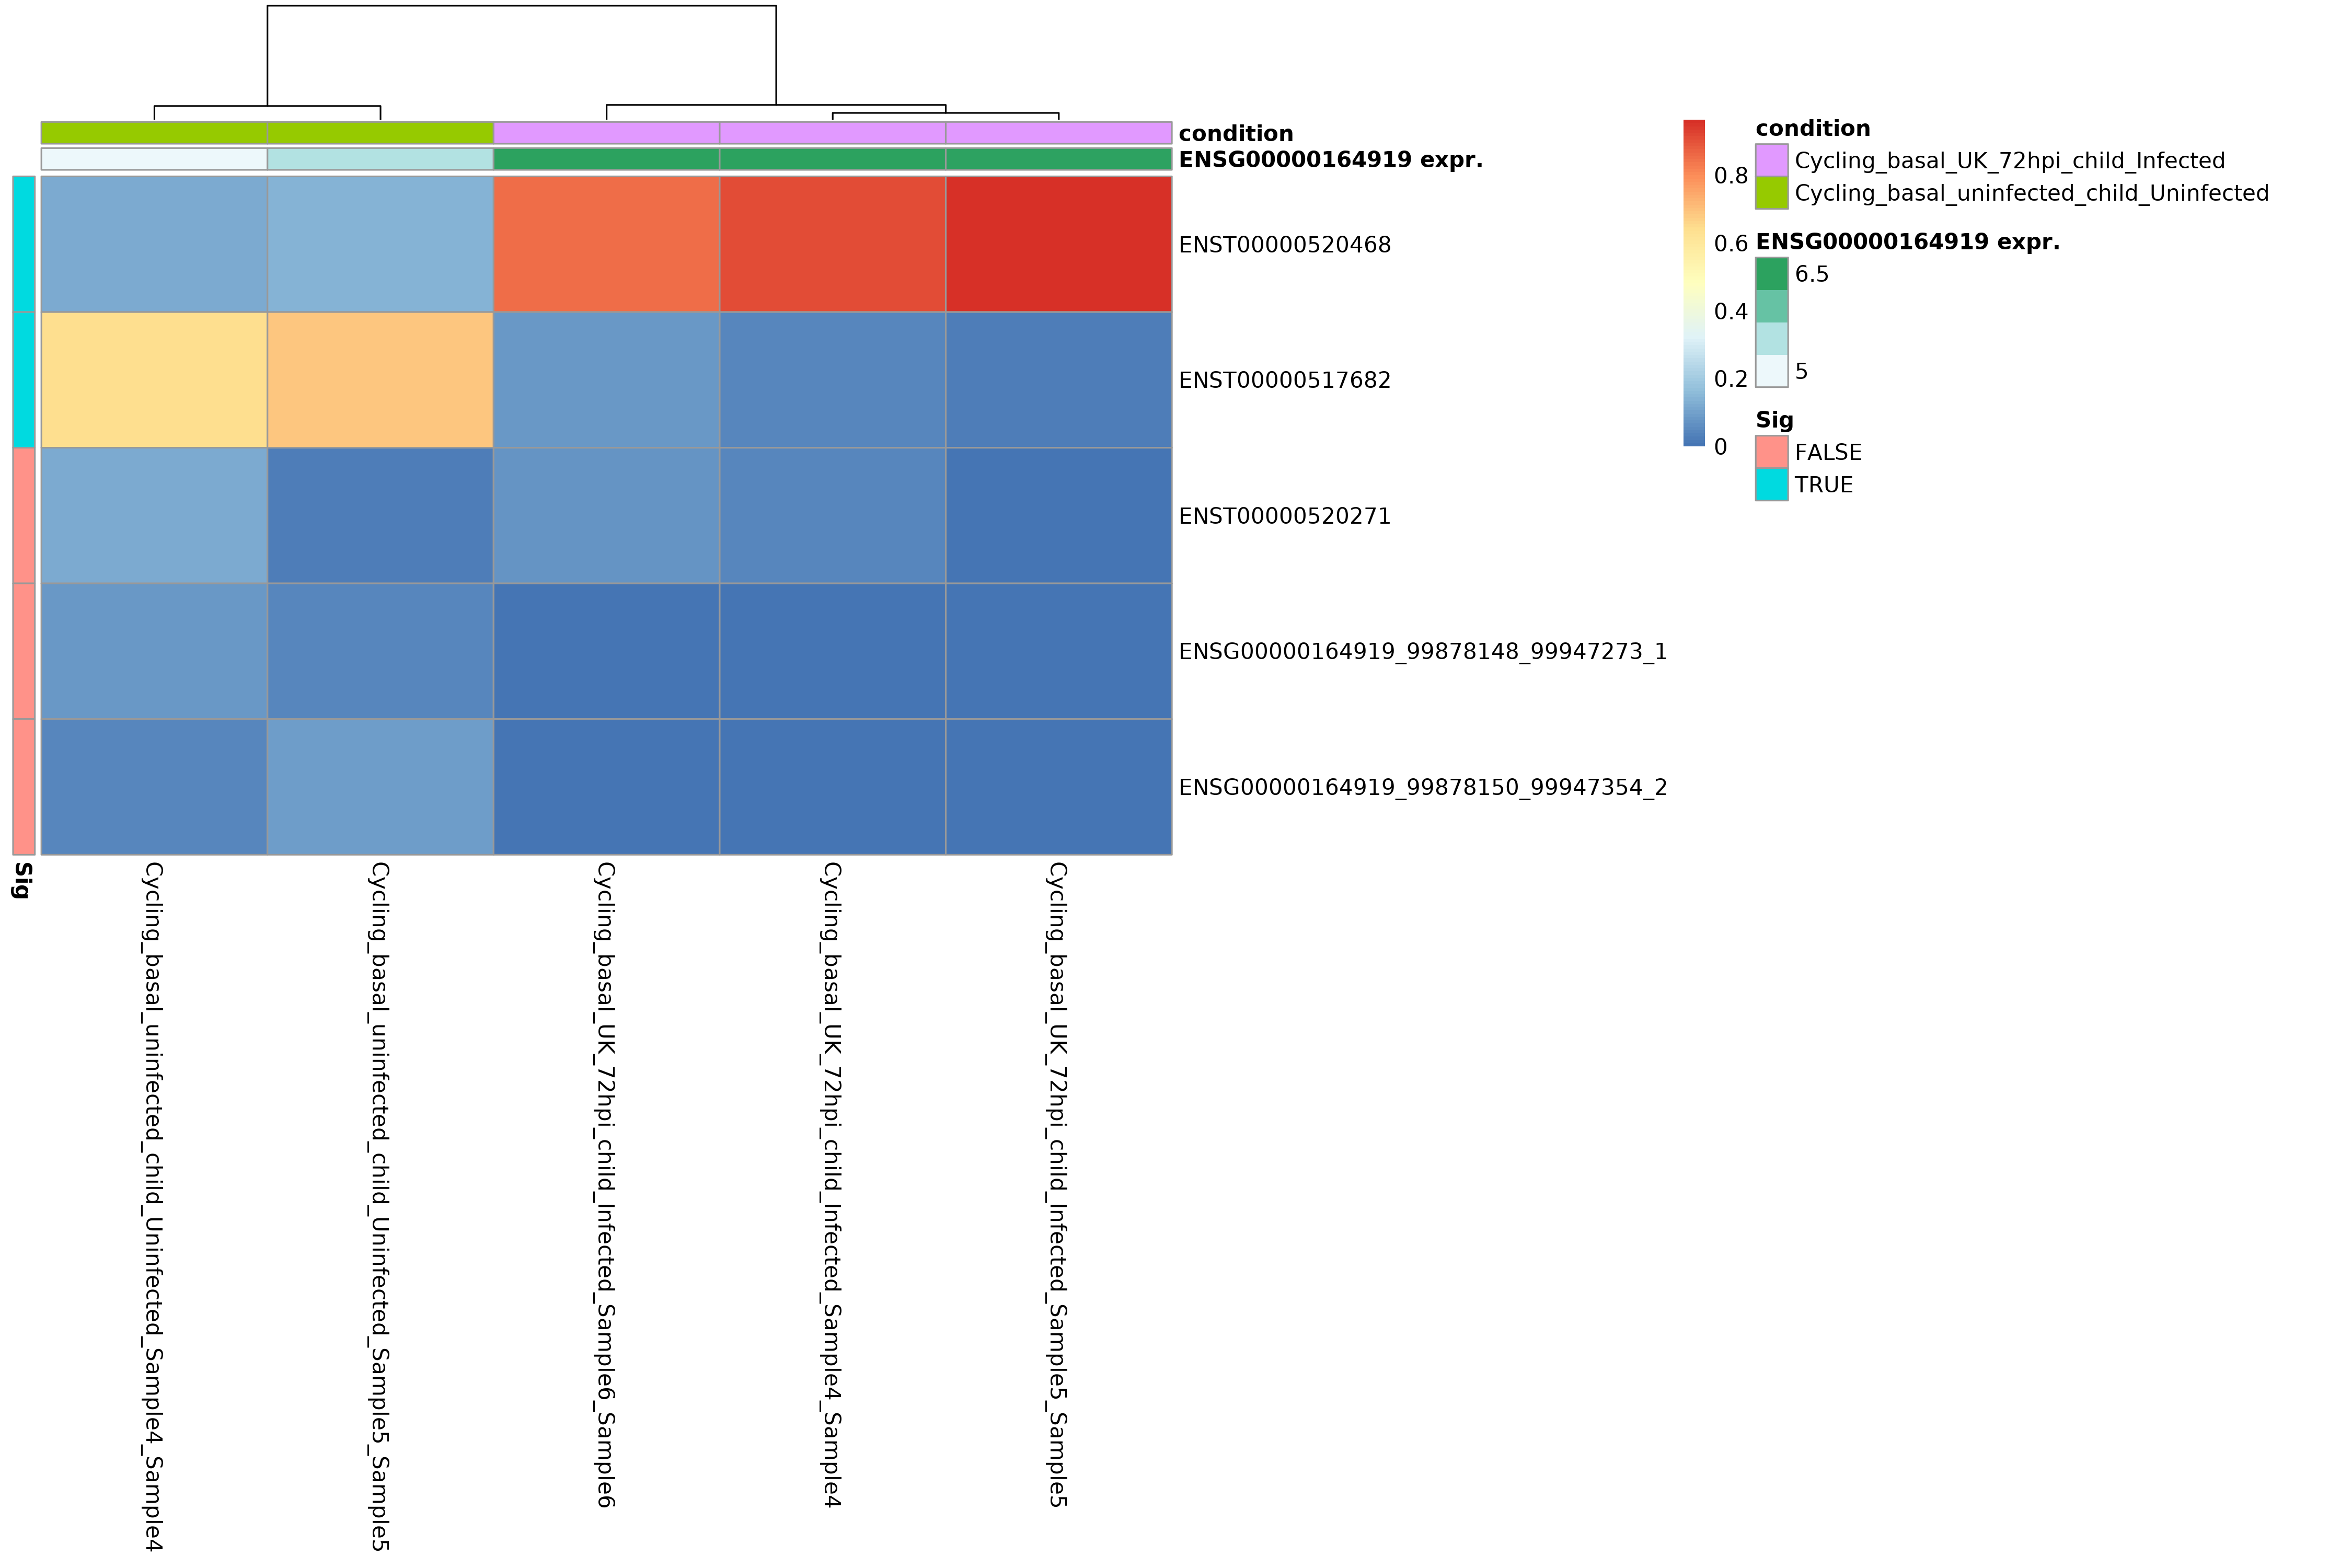 condition
ENSG00000164919 expr.
ENST00000520468
ENST00000517682
ENST00000520271
ENSG00000164919_99878148_99947273_1
ENSG00000164919_99878150_99947354_2
Sig
Cycling_basal_uninfected_child_Uninfected_Sample4_Sample4
Cycling_basal_uninfected_child_Uninfected_Sample5_Sample5
Cycling_basal_UK_72hpi_child_Infected_Sample6_Sample6
Cycling_basal_UK_72hpi_child_Infected_Sample4_Sample4
Cycling_basal_UK_72hpi_child_Infected_Sample5_Sample5
0.8
0.6
0.4
0.2
0
condition
Cycling_basal_UK_72hpi_child_Infected
Cycling_basal_uninfected_child_Uninfected
ENSG00000164919 expr.
6.5
5
Sig
FALSE
TRUE